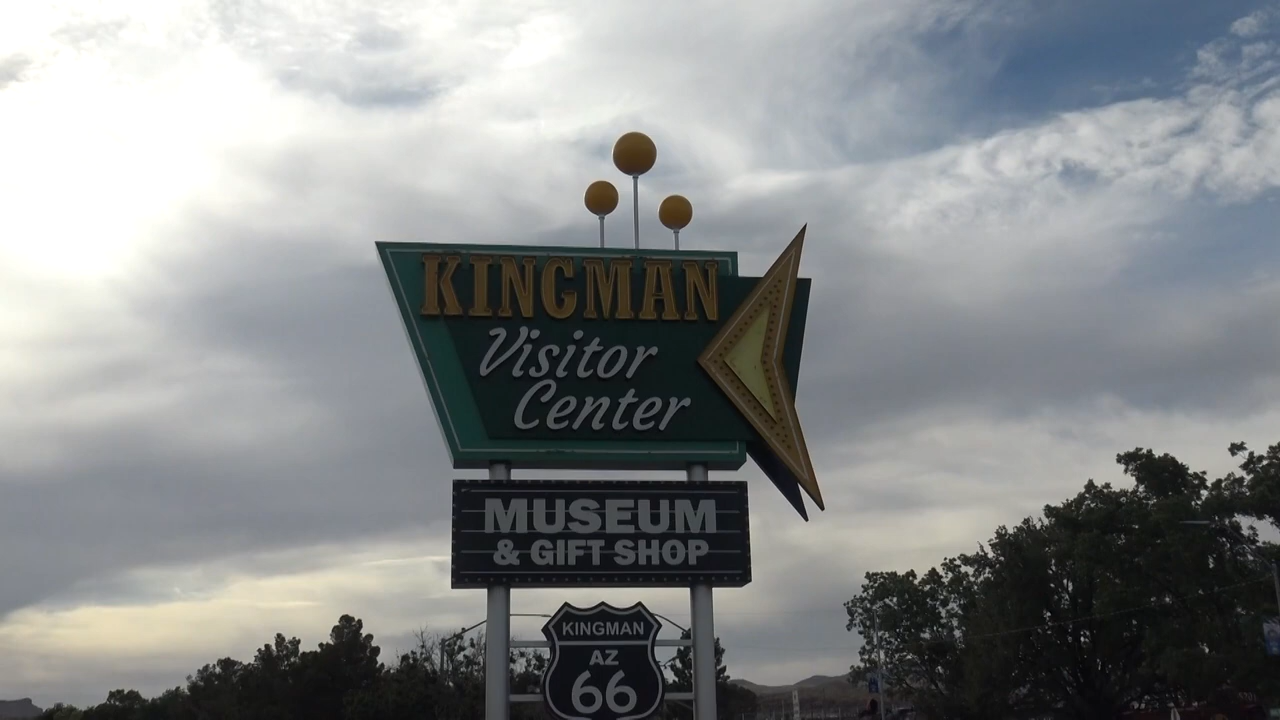 KINGMAN
Visitor
Center
MUSEUM
& GIFT SHOP
KINGMAN
AZ
66